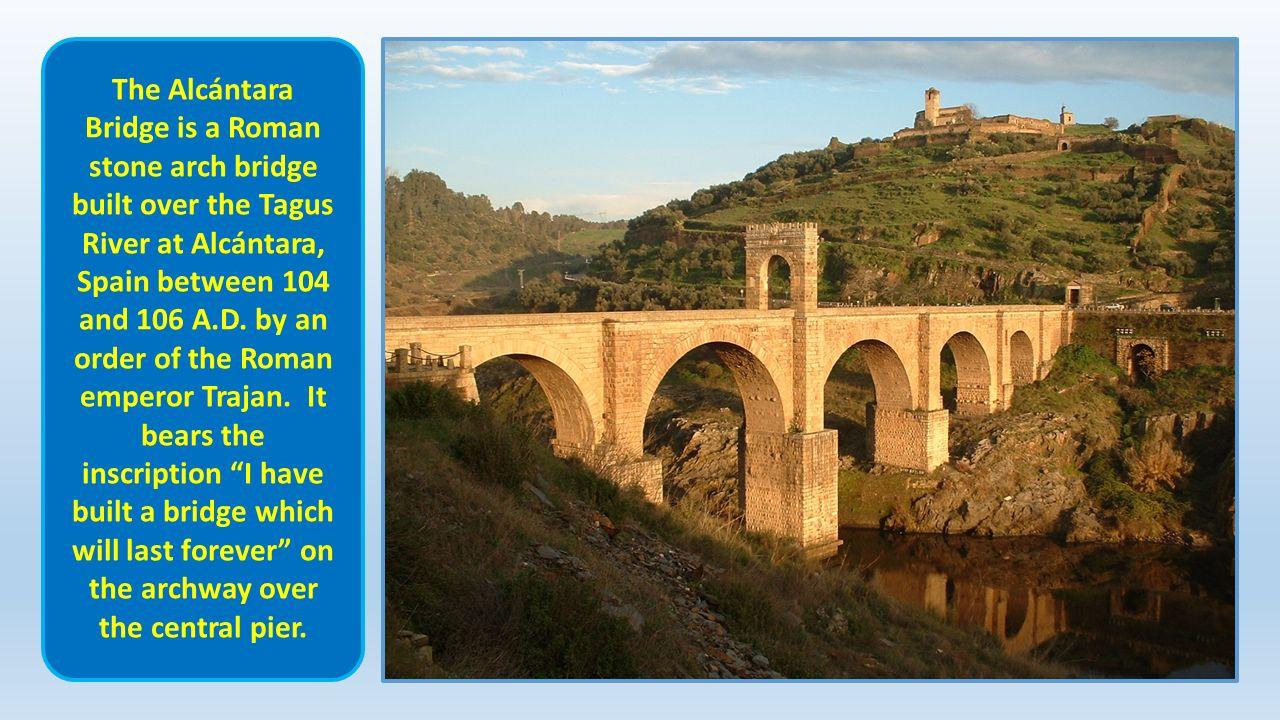 The Alcántara
Bridge is a Roman
stone arch bridge
built over the Tagus
River at Alcántara,
Spain between 104
and 106 A.D. by an
order of the Roman
emperor Trajan.  It
bears the
inscription “I have
built a bridge which
will last forever” on
the archway over
the central pier.